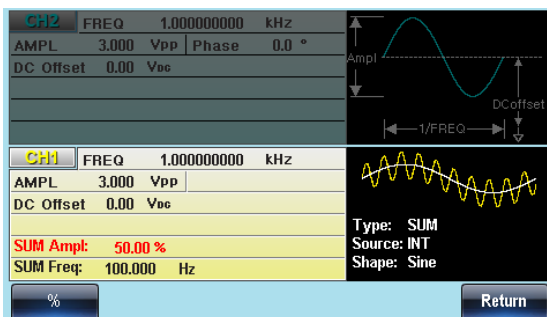 CH2 FREQ 1.000000000 kHz
AMPL 3.000 Vpp Phase 0.0 °
DC Offset 0.00 VDC
Ampl
DCoffset
1/FREQ
CH1 FREQ 1.000000000 kHz
AMPL 3.000 Vpp
DC Offset 0.00 VDC
SUM Ampl: 50.00 %
SUM Freq: 100.000 Hz
Type: SUM
Source: INT
Shape: Sine
% Return